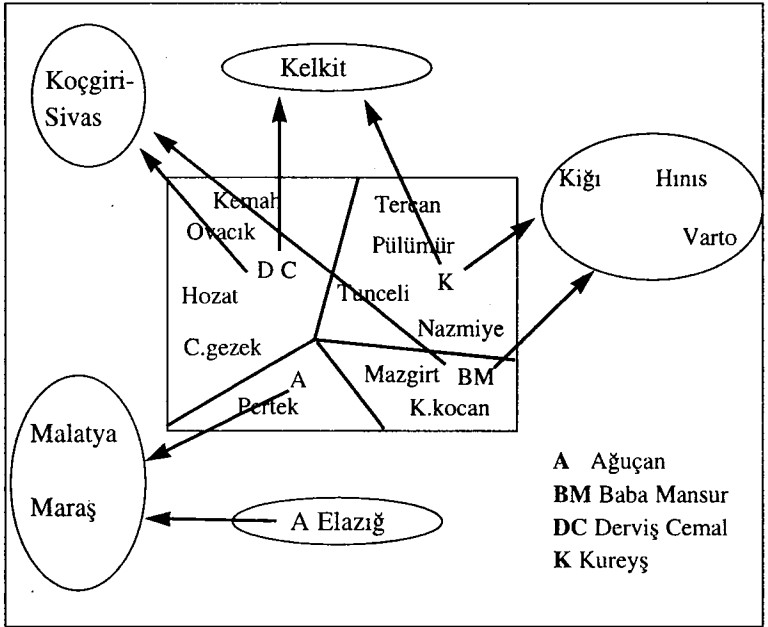 Koçgiri-
Sivas
Kelkit
Kiğı Hınıs
Varto
Kemah
Ovacık
D C
Hozat
C.gezek
Tercan
Pülümür
K
Tunceli
Nazmiye
Mazgirt BM
K.kocan
A
Pertek
Malatya
Maraş
A Elazığ
A Ağuçan
BM Baba Mansur
DC Derviş Cemal
K Kureyş